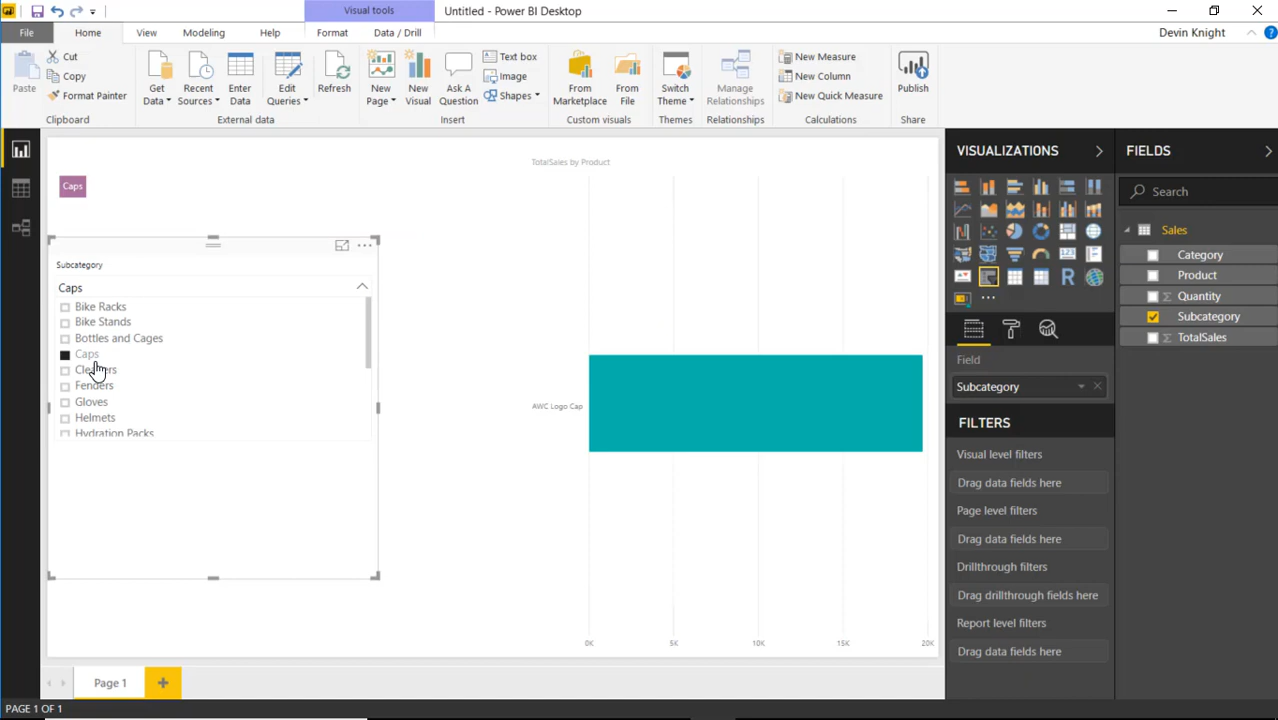 Visual tools
Untitled - Power BI Desktop
File
Home
View
Modeling
Help
Format
Data / Drill
Devin Knight
Paste
Cut
Copy
Format Painter
Clipboard
Get
Data
Recent
Sources
Enter
Data
Edit
Queries
Refresh
External data
New
Page
New
Visual
Ask A
Question
Text box
Image
Shapes
Insert
From
Marketplace
From
File
Custom visuals
Switch
Theme
Themes
Manage
Relationships
Relationships
New Measure
New Column
New Quick Measure
Calculations
Publish
Share
Caps
Subcategory
Caps
Bike Racks
Bike Stands
Bottles and Cages
Caps
Cleaners
Fenders
Gloves
Helmets
Hydration Packs
TotalSales by Product
AWC Logo Cap
0K
5K
10K
15K
20K
VISUALIZATIONS
Field
Subcategory
FILTERS
Visual level filters
Drag data fields here
Page level filters
Drag data fields here
Drillthrough filters
Drag drillthrough fields here
Report level filters
Drag data fields here
FIELDS
Search
Sales
Category
Product
Σ Quantity
Subcategory
Σ TotalSales
Page 1
PAGE 1 OF 1